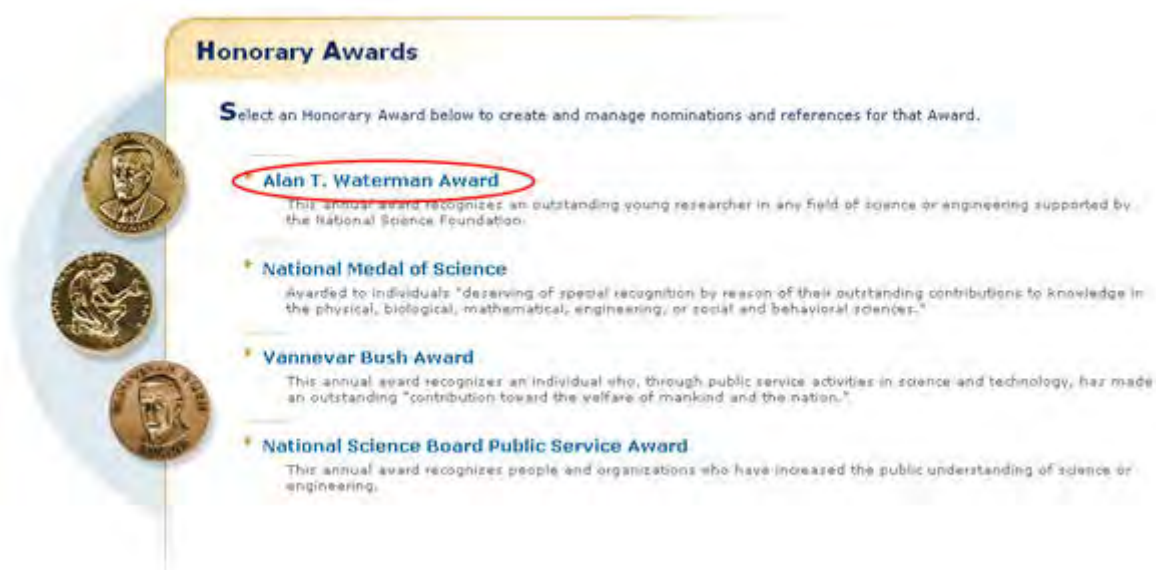 Honorary Awards
Select an Honorary Award below to create and manage nominations and references for that Award.
Alan T. Waterman Award
This annual award recognizes an outstanding young researcher in any field of science or engineering supported by
the National Science Foundation.
National Medal of Science
Awarded to individuals "deserving of special recognition by reason of their outstanding contributions to knowledge in
the physical, biological, mathematical, engineering, or social and behavioral sciences."
Vannevar Bush Award
This annual award recognizes an individual who, through public service activities in science and technology, has made
an outstanding "contribution toward the welfare of mankind and the nation."
National Science Board Public Service Award
This annual award recognizes people and organizations who have increased the public understanding of science or
engineering.